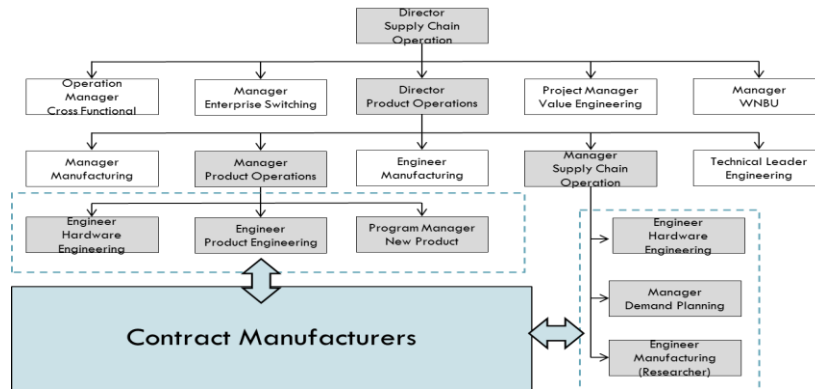 Director
Supply Chain
Operation
Operation
Manager
Cross Functional
Manager
Enterprise Switching
Director
Product Operations
Project Manager
Value Engineering
Manager
WNBU
Manager
Manufacturing
Manager
Product Operations
Engineer
Manufacturing
Manager
Supply Chain
Operation
Technical Leader
Engineering
Engineer
Hardware
Engineering
Engineer
Product Engineering
Program Manager
New Product
Engineer
Hardware
Engineering
Manager
Demand Planning
Engineer
Manufacturing
(Researcher)
Contract Manufacturers